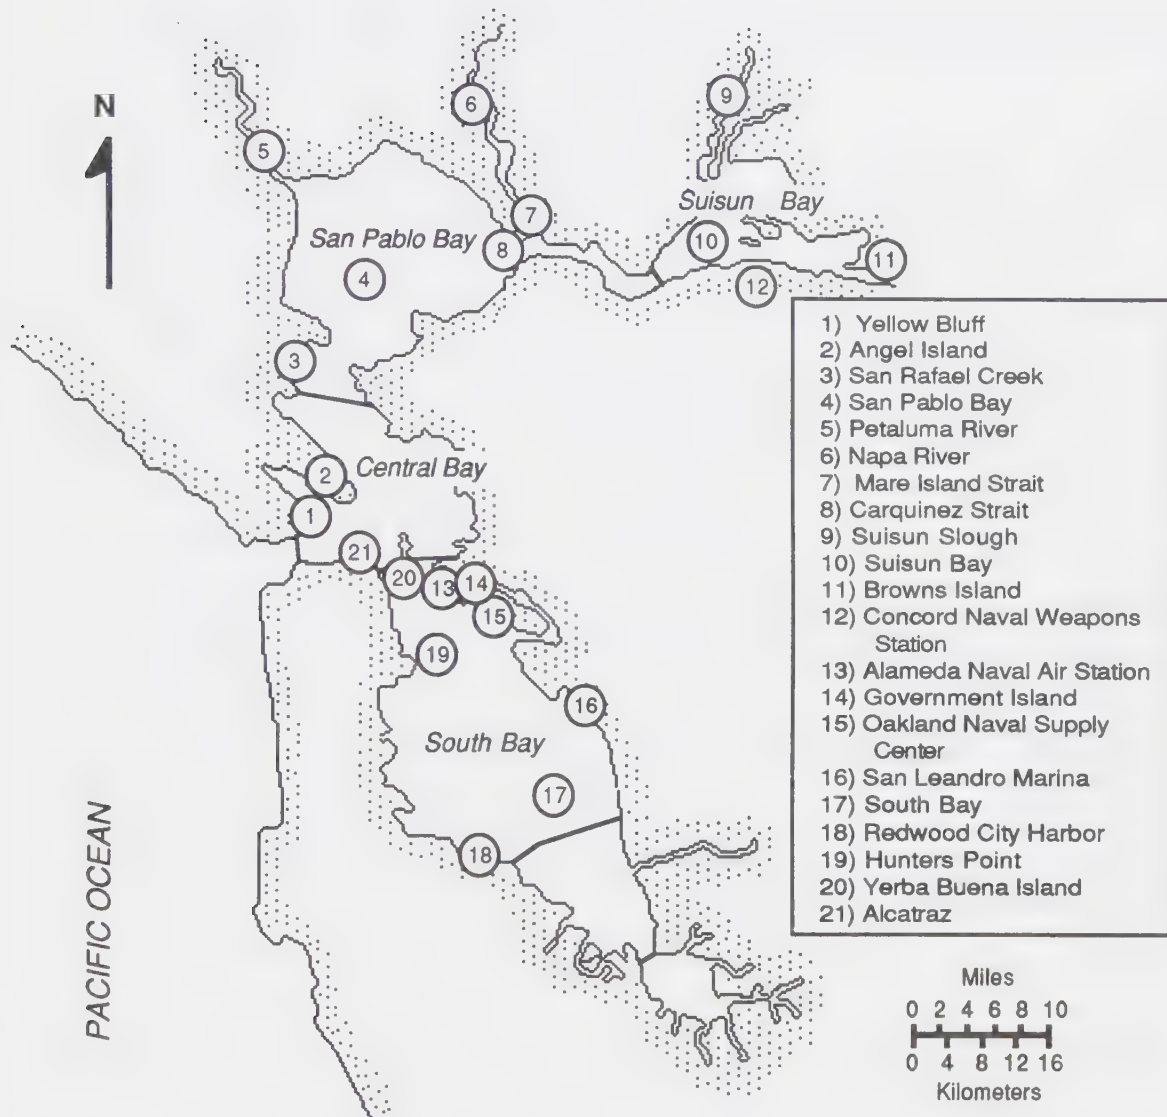 N
5
6
9
7
Suisun Bay
San Pablo Bay
8
10
11
4
12
3
2
Central Bay
1
21
20
13
14
15
19
16
South Bay
17
18
PACIFIC OCEAN
1) Yellow Bluff
2) Angel Island
3) San Rafael Creek
4) San Pablo Bay
5) Petaluma River
6) Napa River
7) Mare Island Strait
8) Carquinez Strait
9) Suisun Slough
10) Suisun Bay
11) Browns Island
12) Concord Naval Weapons
Station
13) Alameda Naval Air Station
14) Government Island
15) Oakland Naval Supply
Center
16) San Leandro Marina
17) South Bay
18) Redwood City Harbor
19) Hunters Point
20) Yerba Buena Island
21) Alcatraz
Miles
0 2 4 6 8 10
0 4 8 12 16
Kilometers